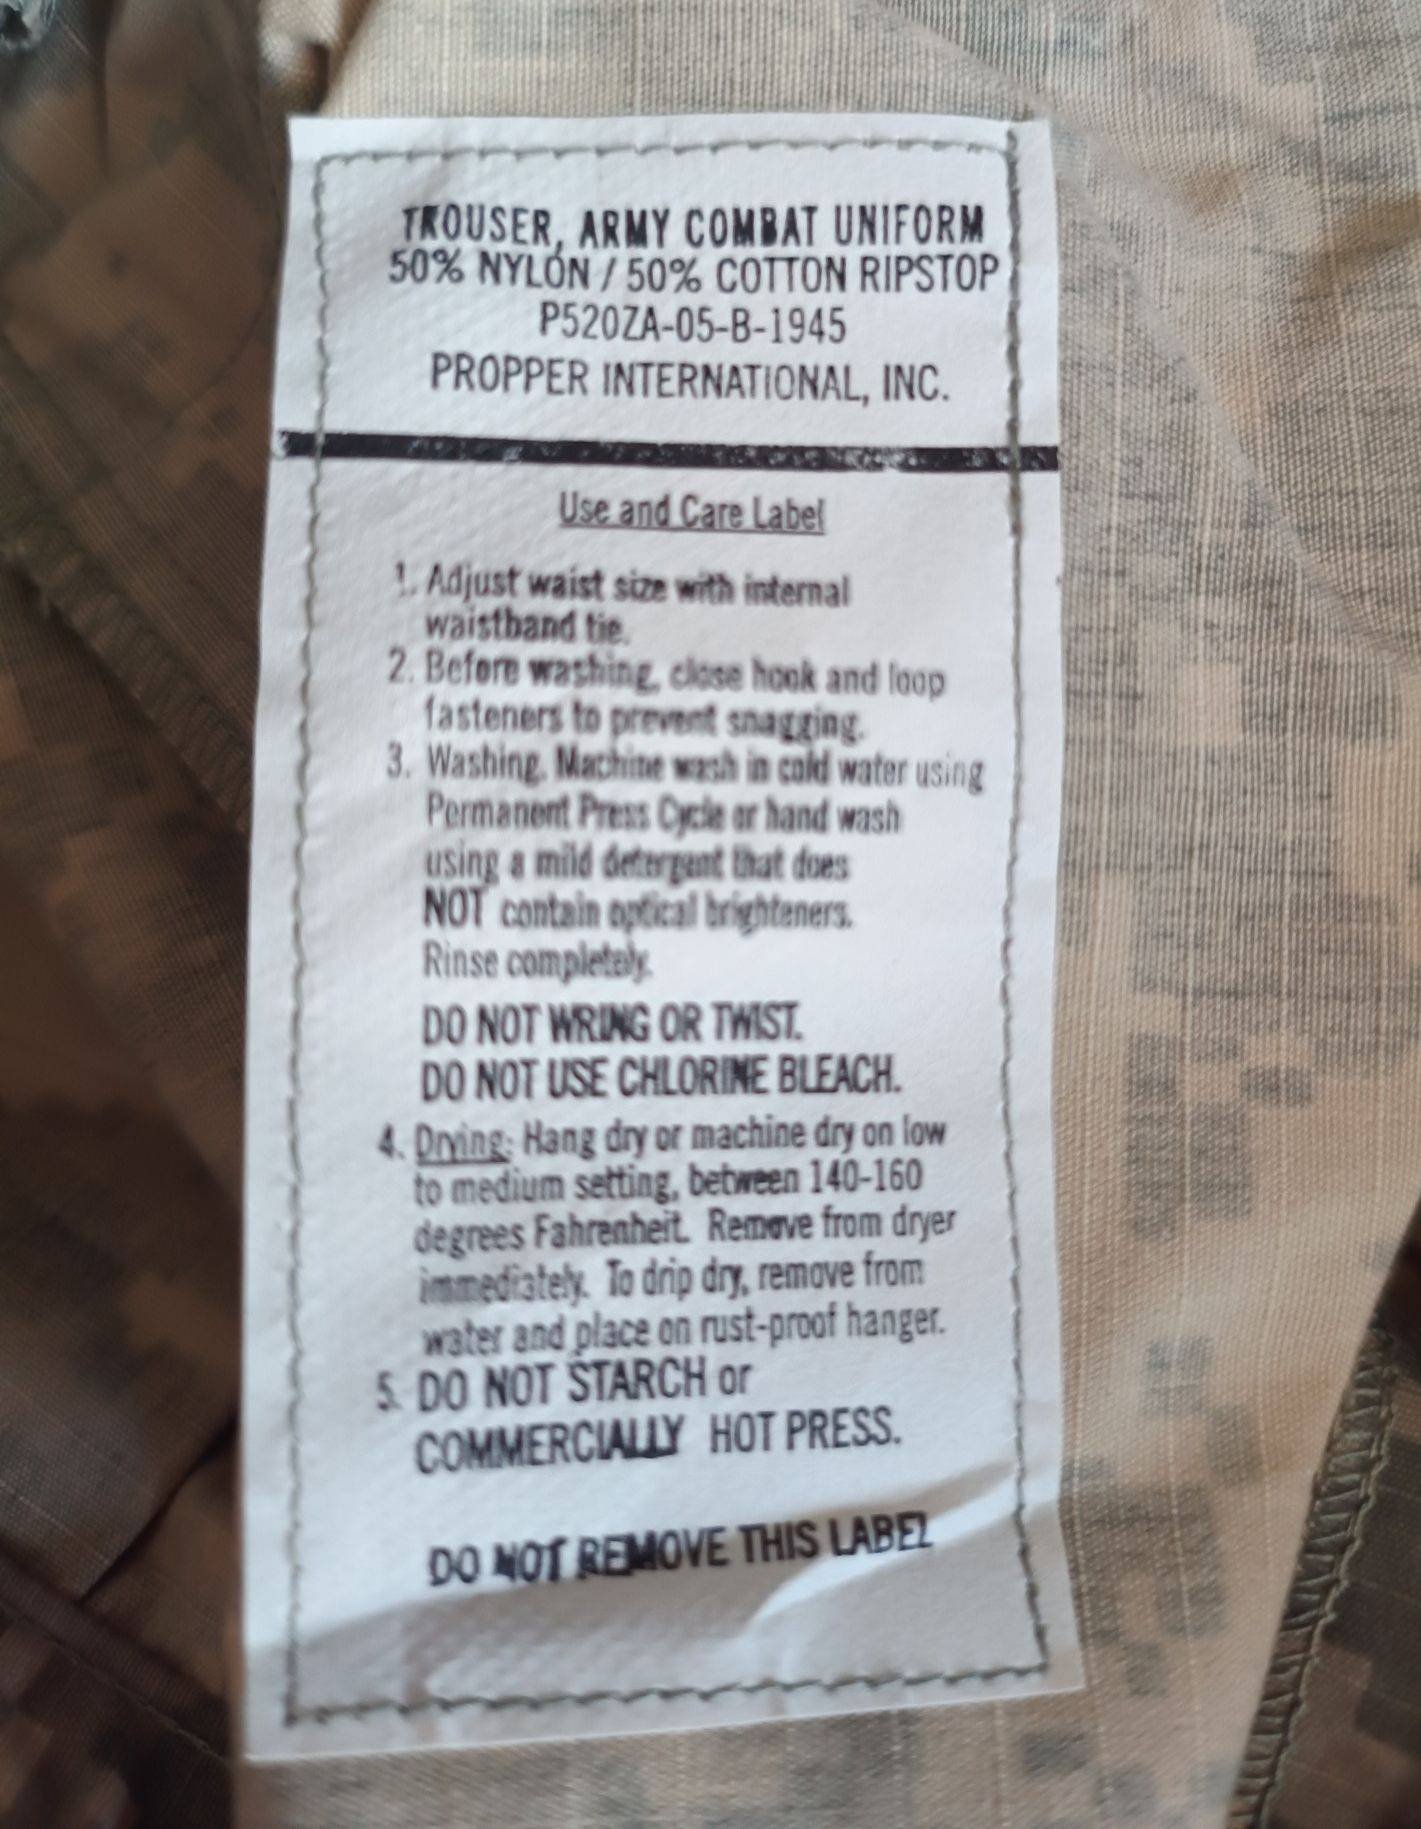 TROUSER, ARMY COMBAT UNIFORM
50% NYLON / 50% COTTON RIPSTOP
P520ZA-05-B-1945
PROPPER INTERNATIONAL, INC.
Use and Care Label
1. Adjust waist size with internal
waistband tie.
2. Before washing, close hook and loop
fasteners to prevent snagging.
3. Washing. Machine wash in cold water using
Permanent Press Cycle or hand wash
using a mild detergent that does
NOT contain optical brighteners.
Rinse completely.
DO NOT WRING OR TWIST.
DO NOT USE CHLORINE BLEACH.
4. Drying: Hang dry or machine dry on low
to medium setting, between 140-160
degrees Fahrenheit. Remove from dryer
immediately. To drip dry, remove from
water and place on rust-proof hanger.
5. DO NOT STARCH or
COMMERCIALLY HOT PRESS.
DO NOT REMOVE THIS LABEL